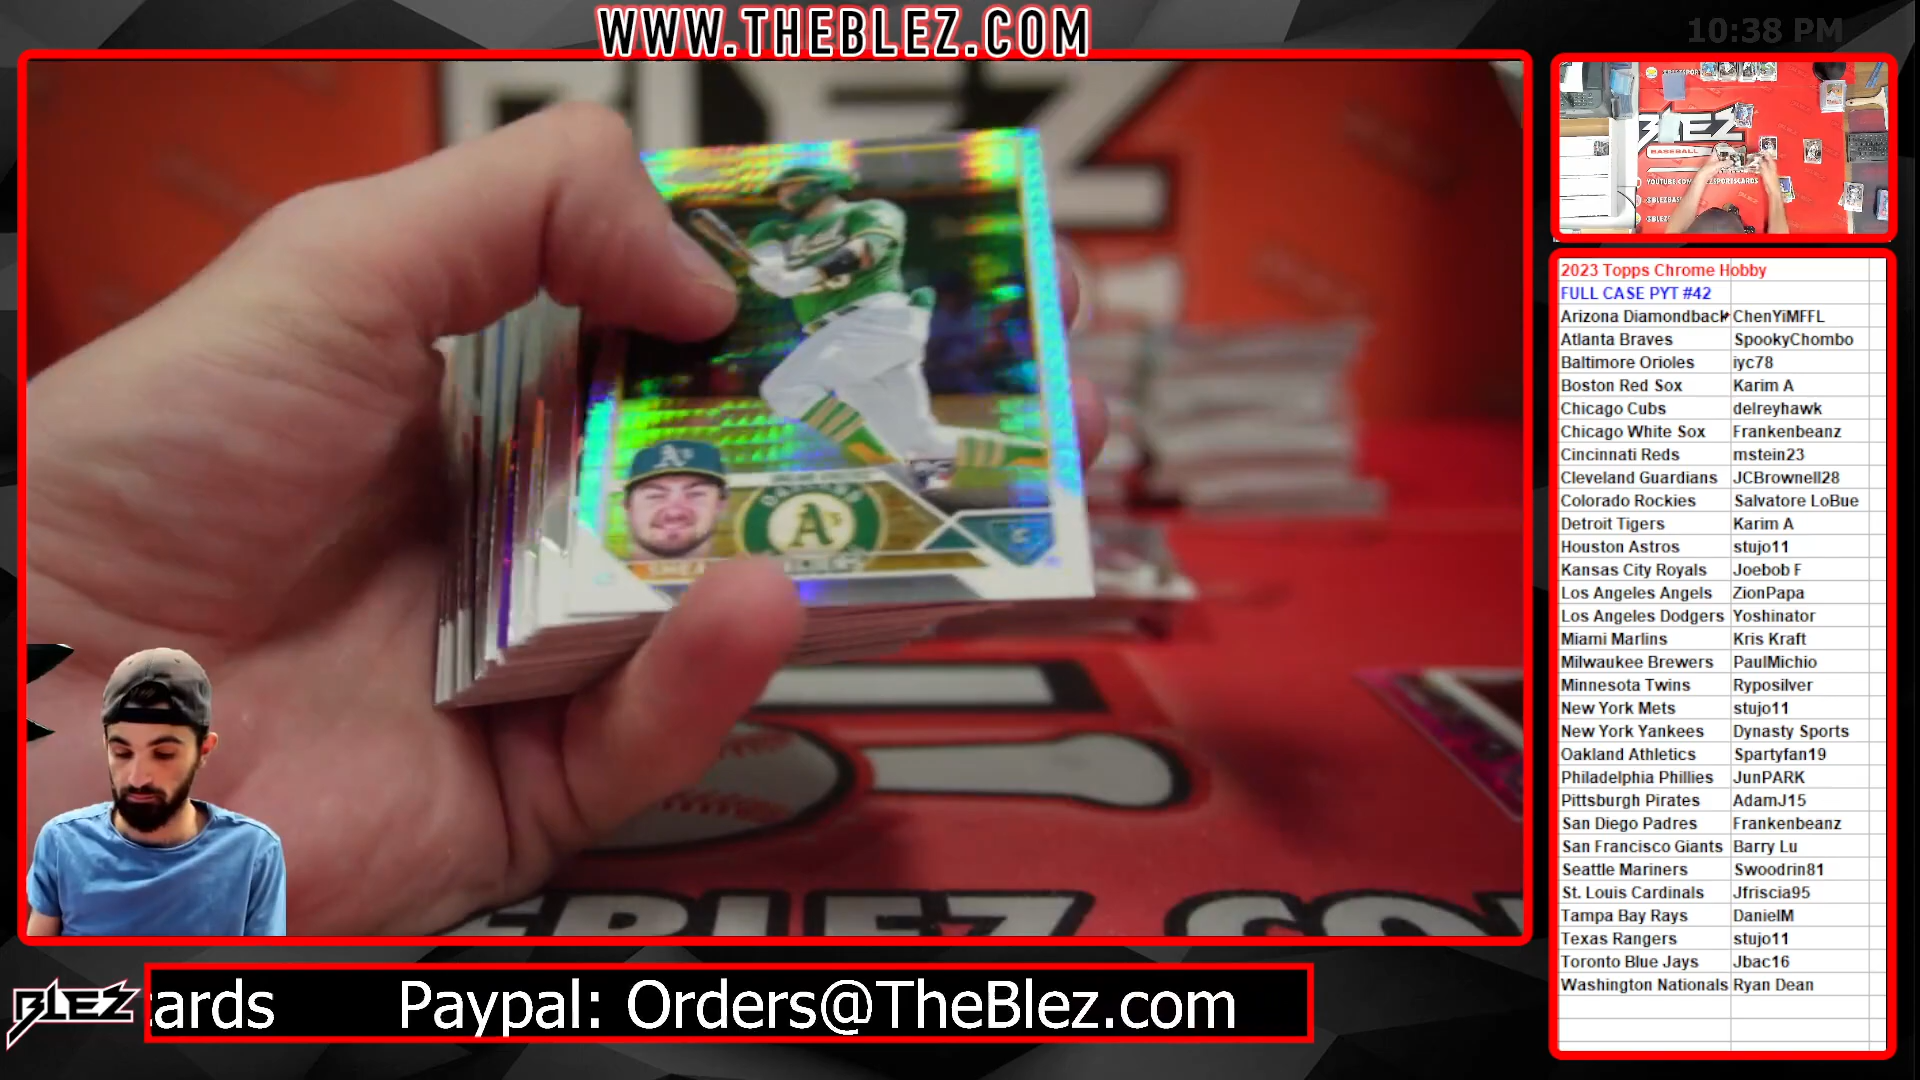 WWW.THEBLEZ.COM
10:38 PM
BLEZ
BLEZ
BASEBALL
A's
RC
A's
C
BLEZ.CO
2023 Topps Chrome Hobby
FULL CASE PYT #42
Arizona Diamondback ChenYiMFFL
Atlanta Braves SpookyChombo
Baltimore Orioles iyc78
Boston Red Sox Karim A
Chicago Cubs delreyhawk
Chicago White Sox Frankenbeanz
Cincinnati Reds mstein23
Cleveland Guardians JCBrownell28
Colorado Rockies Salvatore LoBue
Detroit Tigers Karim A
Houston Astros stujo11
Kansas City Royals Joebob F
Los Angeles Angels ZionPapa
Los Angeles Dodgers Yoshinator
Miami Marlins Kris Kraft
Milwaukee Brewers PaulMichio
Minnesota Twins Ryposilver
New York Mets stujo11
New York Yankees Dynasty Sports
Oakland Athletics Spartyfan19
Philadelphia Phillies JunPARK
Pittsburgh Pirates AdamJ15
San Diego Padres Frankenbeanz
San Francisco Giants Barry Lu
Seattle Mariners Swoodrin81
St. Louis Cardinals Jfriscia95
Tampa Bay Rays DanielM
Texas Rangers stujo11
Toronto Blue Jays Jbac16
Washington Nationals Ryan Dean
BLEZ
ards Paypal: Orders@TheBlez.com